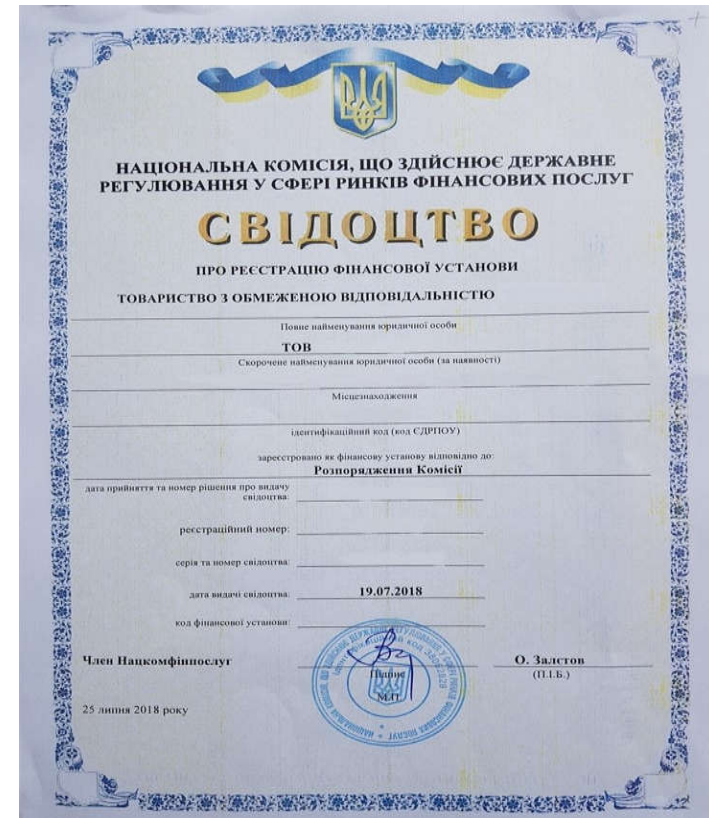 НАЦІОНАЛЬНА КОМІСІЯ, ЩО ЗДІЙСНЮЄ ДЕРЖАВНЕ
РЕГУЛЮВАННЯ У СФЕРІ РИНКІВ ФІНАНСОВИХ ПОСЛУГ
СВІДОЦТВО
ПРО РЕЄСТРАЦІЮ ФІНАНСОВОЇ УСТАНОВИ
ТОВАРИСТВО З ОБМЕЖЕНОЮ ВІДПОВІДАЛЬНІСТЮ
Повне найменування юридичної особи
ТОВ
Скорочене найменування юридичної особи (за наявності)
Місцезнаходження
ідентифікаційний код (код ЄДРПОУ)
зареєстровано як фінансову установу відповідно до:
Розпорядження Комісії
дата прийняття та номер рішення про видачу
свідоцтва:
реєстраційний номер:
серія та номер свідоцтва:
дата видачі свідоцтва: 19.07.2018
код фінансової установи:
Член Нацкомфінпослуг
О. Залєтов
Підпис
(П.І.Б.)
М.П.
25 липня 2018 року